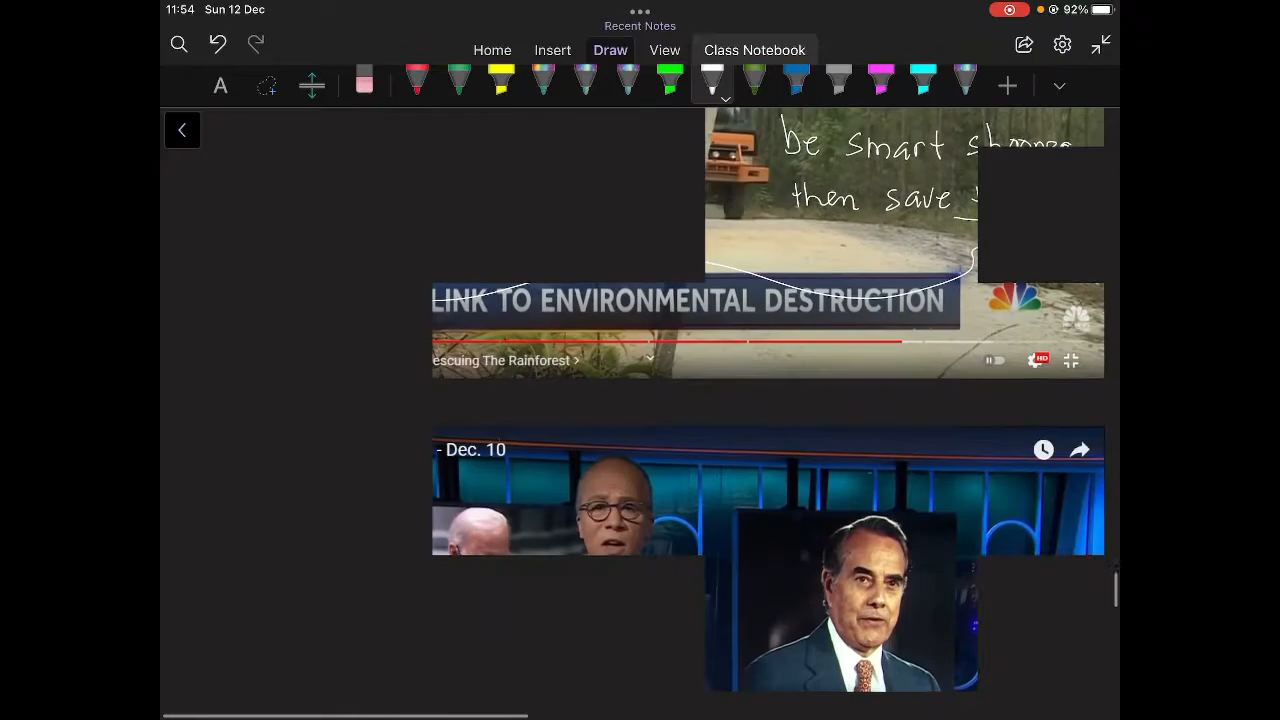 11:54 Sun 12 Dec
92%
Recent Notes
Home Insert Draw View Class Notebook
A
be smart
then save
LINK TO ENVIRONMENTAL DESTRUCTION
escuing The Rainforest >
HD
- Dec. 10